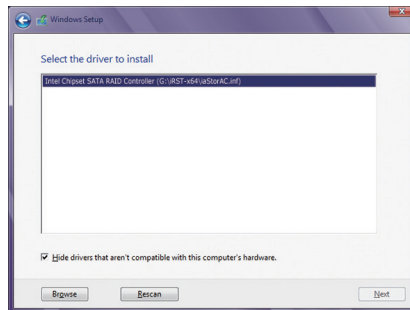 Windows Setup
Select the driver to install
Intel Chipset SATA RAID Controller (G:\iRST-x64\iaStorAC.inf)
Hide drivers that aren't compatible with this computer's hardware.
Browse
Rescan
Next